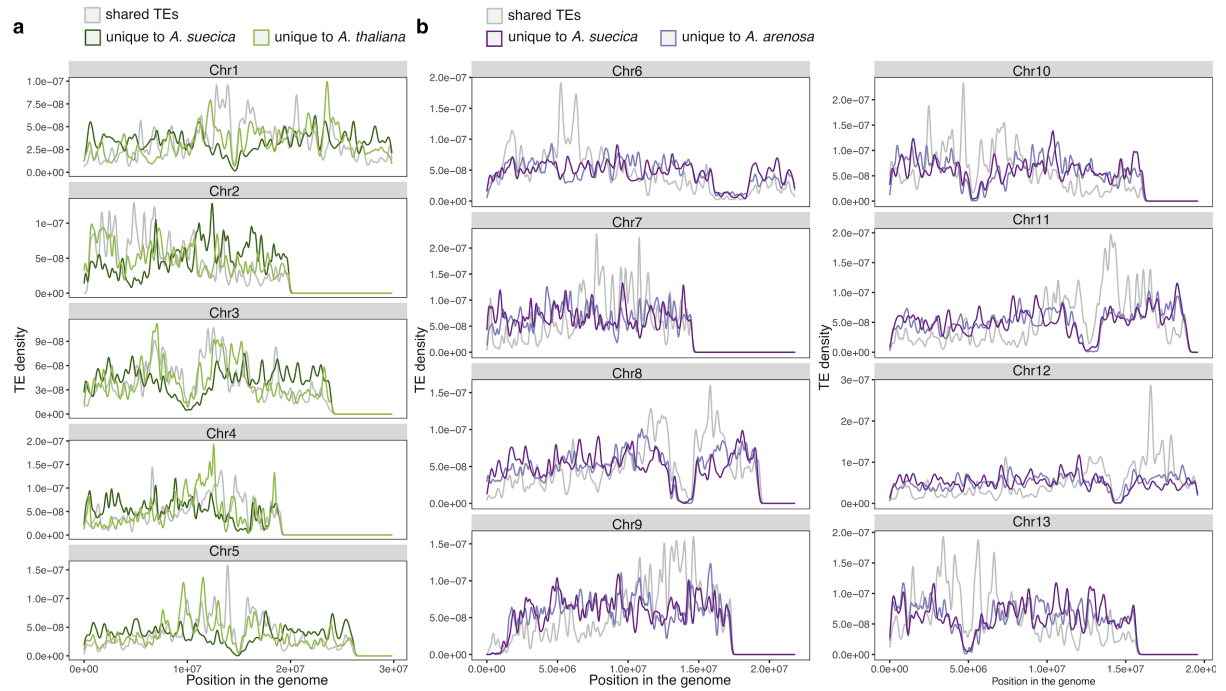 a
shared TEs
unique to A. suecica
unique to A. thaliana
Chr1
1.0e−07
7.5e−08
5.0e−08
2.5e−08
0.0e+00
Chr2
1e−07
5e−08
0e+00
Chr3
9e−08
6e−08
3e−08
0e+00
Chr4
2.0e−07
1.5e−07
1.0e−07
5.0e−08
0.0e+00
Chr5
1.5e−07
1.0e−07
5.0e−08
0.0e+00
TE density
0e+00
1e+07
2e+07
3e+07
Position in the genome
b
shared TEs
unique to A. suecica
unique to A. arenosa
Chr6
2.0e−07
1.5e−07
1.0e−07
5.0e−08
0.0e+00
Chr7
2.0e−07
1.5e−07
1.0e−07
5.0e−08
0.0e+00
Chr8
1.5e−07
1.0e−07
5.0e−08
0.0e+00
Chr9
1.5e−07
1.0e−07
5.0e−08
0.0e+00
TE density
0.0e+00
5.0e+06
1.0e+07
1.5e+07
2.0e+07
Position in the genome
Chr10
2.0e−07
1.5e−07
1.0e−07
5.0e−08
0.0e+00
Chr11
2.0e−07
1.5e−07
1.0e−07
5.0e−08
0.0e+00
Chr12
3e−07
2e−07
1e−07
0e+00
Chr13
2.0e−07
1.5e−07
1.0e−07
5.0e−08
0.0e+00
TE density
0.0e+00
5.0e+06
1.0e+07
1.5e+07
Position in the genome